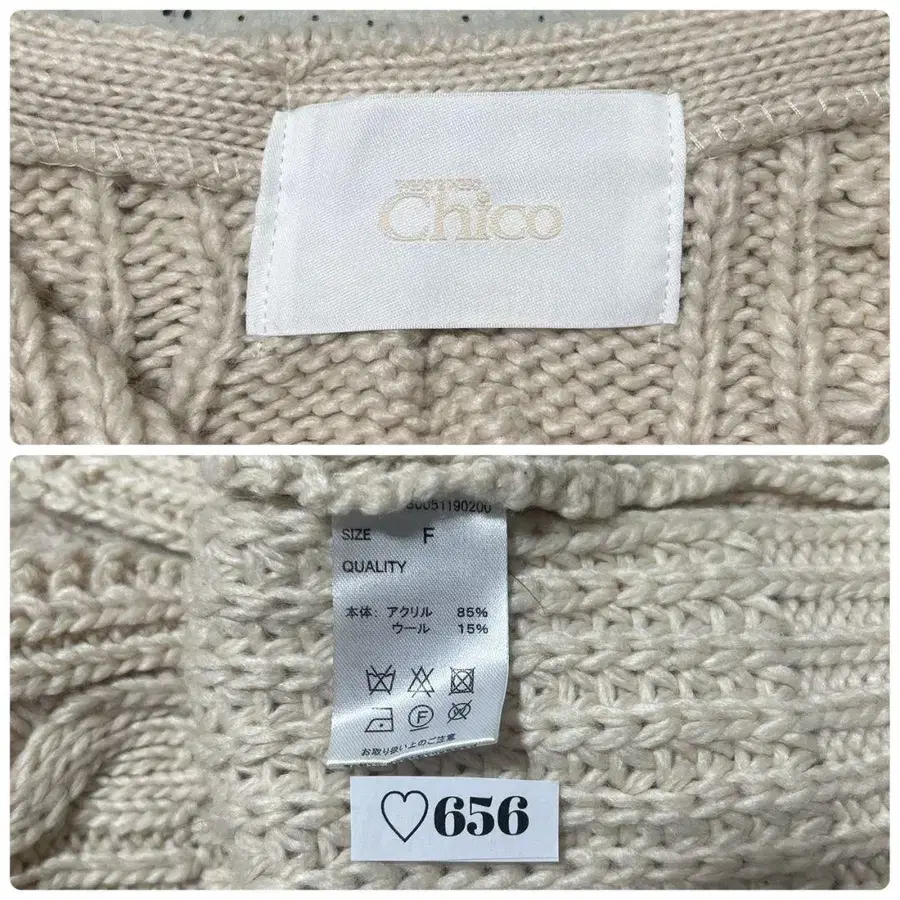 Chico
30051190200
SIZE F
QUALITY
本体: アクリル 85%
ウール 15%
F
お取り扱い上のご注意
♡656